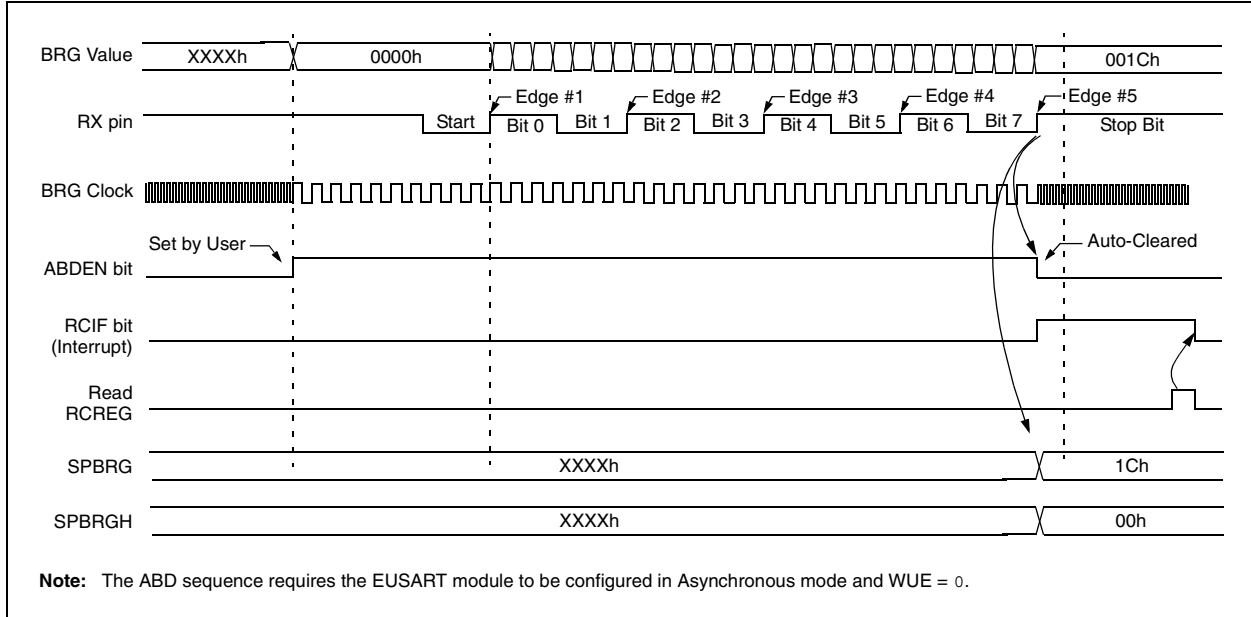 BRG Value
XXXXh
0000h
001Ch
RX pin
Start
Edge #1
Bit 0
Bit 1
Edge #2
Bit 2
Bit 3
Edge #3
Bit 4
Bit 5
Edge #4
Bit 6
Bit 7
Edge #5
Stop Bit
BRG Clock
Set by User
Auto-Cleared
ABDEN bit
RCIF bit
(Interrupt)
Read
RCREG
SPBRG
XXXXh
1Ch
SPBRGH
XXXXh
00h
Note: The ABD sequence requires the EUSART module to be configured in Asynchronous mode and WUE = 0.